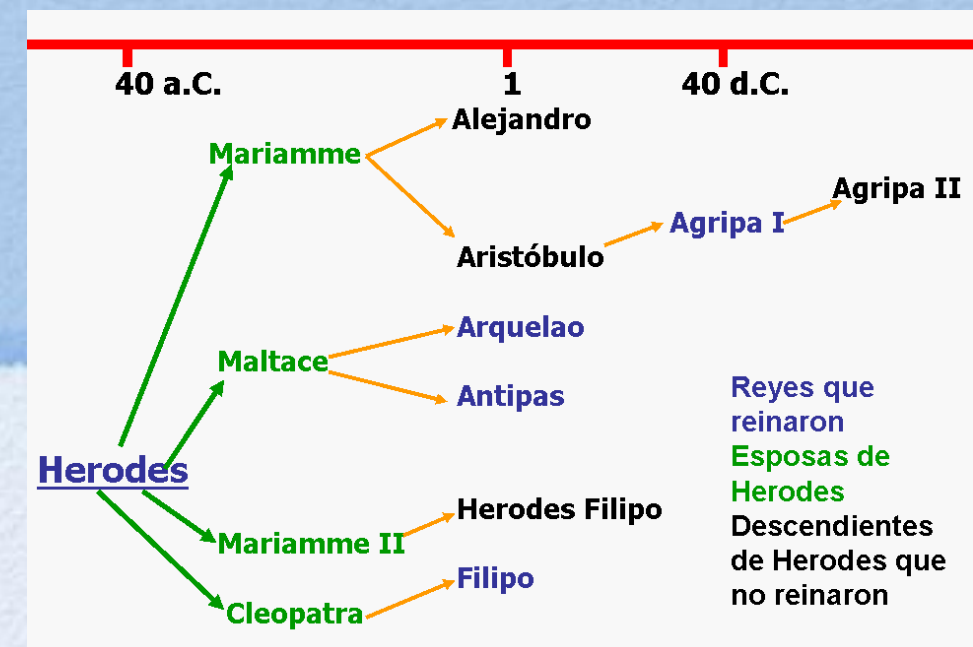 40 a.C.
1
40 d.C.
Alejandro
Mariamme
Agripa II
Agripa I
Aristóbulo
Arquelao
Maltace
Antipas
Reyes que
reinaron
Esposas de
Herodes
Descendientes
de Herodes que
no reinaron
Herodes
Herodes Filipo
Mariamme II
Filipo
Cleopatra